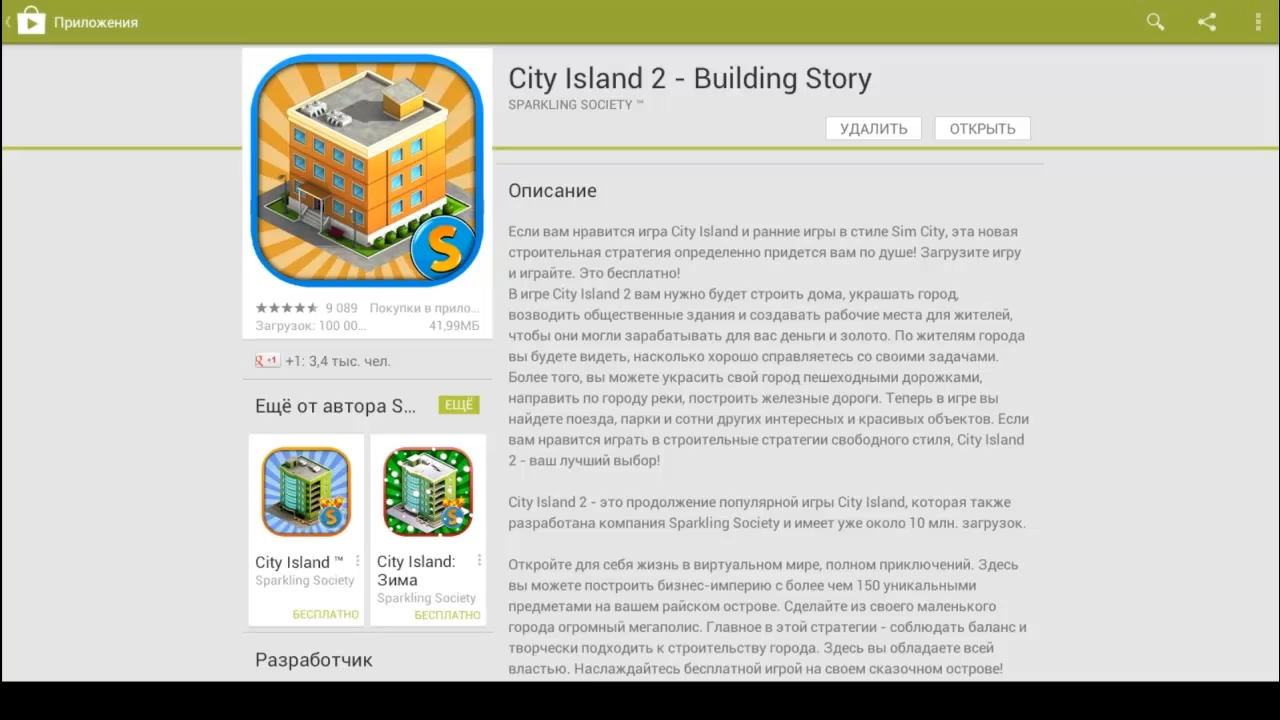 Приложения
City Island 2 - Building Story
SPARKLING SOCIETY ™
УДАЛИТЬ
ОТКРЫТЬ
S
9 089
Покупки в прило...
Загрузок: 100 00...
41,99МБ
+1
+1: 3,4 тыс. чел.
Ещё от автора S...
ЕЩЁ
S
City Island ™
Sparkling Society
БЕСПЛАТНО
S
City Island:
Зима
Sparkling Society
БЕСПЛАТНО
Разработчик
Описание
Если вам нравится игра City Island и ранние игры в стиле Sim City, эта новая
строительная стратегия определенно придется вам по душе! Загрузите игру
и играйте. Это бесплатно!
В игре City Island 2 вам нужно будет строить дома, украшать город,
возводить общественные здания и создавать рабочие места для жителей,
чтобы они могли зарабатывать для вас деньги и золото. По жителям города
вы будете видеть, насколько хорошо справляетесь со своими задачами.
Более того, вы можете украсить свой город пешеходными дорожками,
направить по городу реки, построить железные дороги. Теперь в игре вы
найдете поезда, парки и сотни других интересных и красивых объектов. Если
вам нравится играть в строительные стратегии свободного стиля, City Island
2 - ваш лучший выбор!
City Island 2 - это продолжение популярной игры City Island, которая также
разработана компания Sparkling Society и имеет уже около 10 млн. загрузок.
Откройте для себя жизнь в виртуальном мире, полном приключений. Здесь
вы можете построить бизнес-империю с более чем 150 уникальными
предметами на вашем райском острове. Сделайте из своего маленького
города огромный мегаполис. Главное в этой стратегии - соблюдать баланс и
творчески подходить к строительству города. Здесь вы обладаете всей
властью. Наслаждайтесь бесплатной игрой на своем сказочном острове!